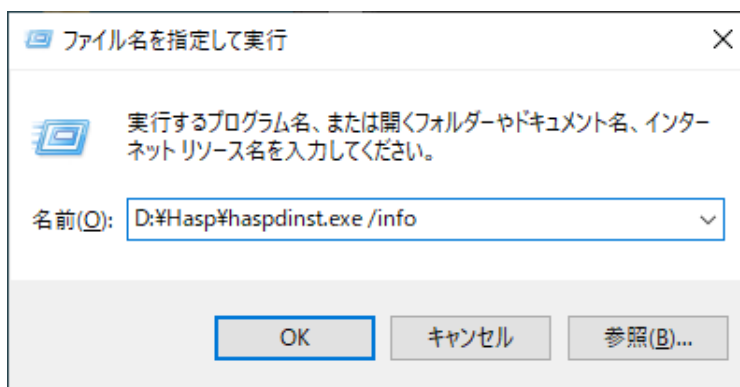 ファイル名を指定して実行
実行するプログラム名、または開くフォルダーやドキュメント名、インター
ネット リソース名を入力してください。
名前(O): D:¥Hasp¥haspdinst.exe /info
OK キャンセル 参照(B)...